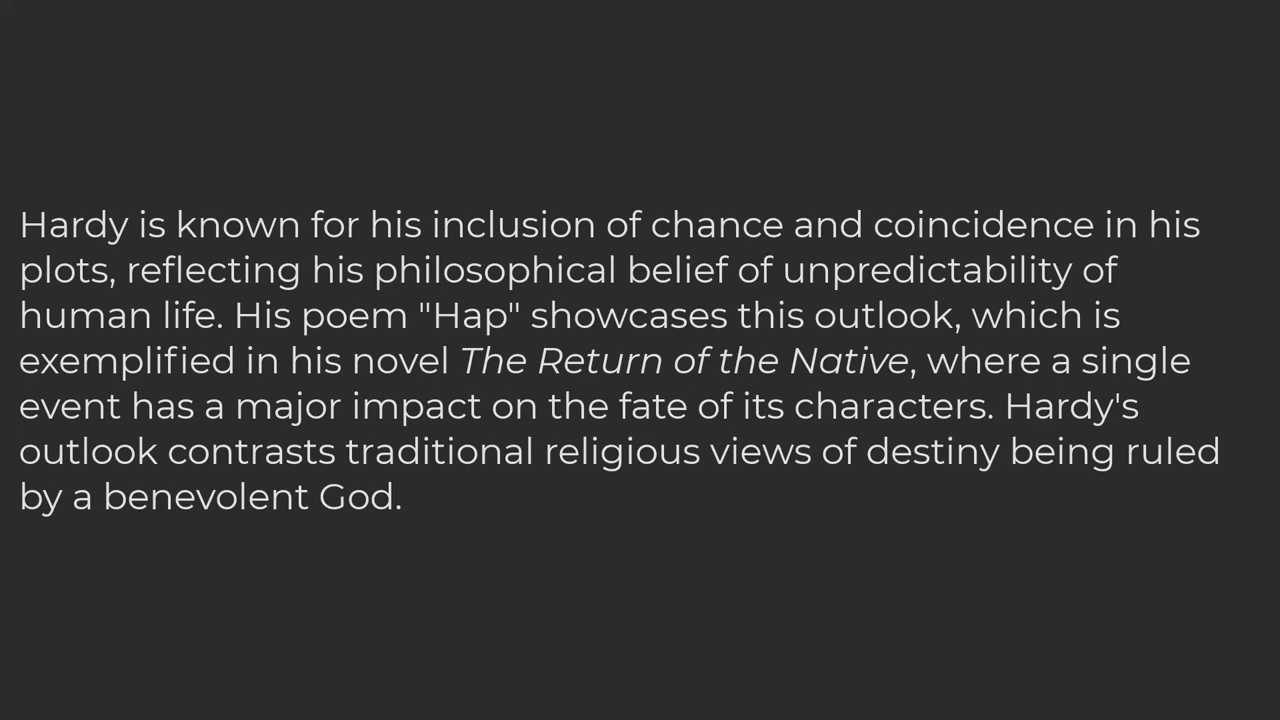 Hardy is known for his inclusion of chance and coincidence in his
plots, reflecting his philosophical belief of unpredictability of
human life. His poem "Hap" showcases this outlook, which is
exemplified in his novel The Return of the Native, where a single
event has a major impact on the fate of its characters. Hardy's
outlook contrasts traditional religious views of destiny being ruled
by a benevolent God.